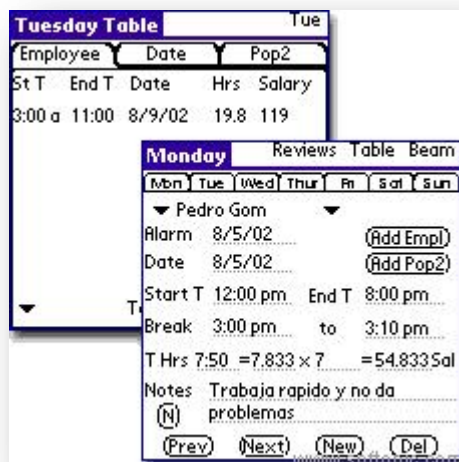 Tuesday Table
Tue
Employee Date Pop2
St T End T Date Hrs Salary
3:00 a 11:00 8/9/02 19.8 119
Monday Reviews Table Beam
Mon Tue Wed Thur Fri Sat Sun
Pedro Gom
Alarm 8/5/02 Add Empl
Date 8/5/02 Add Pop2
Start T 12:00 pm End T 8:00 pm
Break 3:00 pm to 3:10 pm
T Hrs 7:50 =7.833 x 7 =54.833 Sal
Notes Trabaja rapido y no da
N problemas
Prev Next New Del